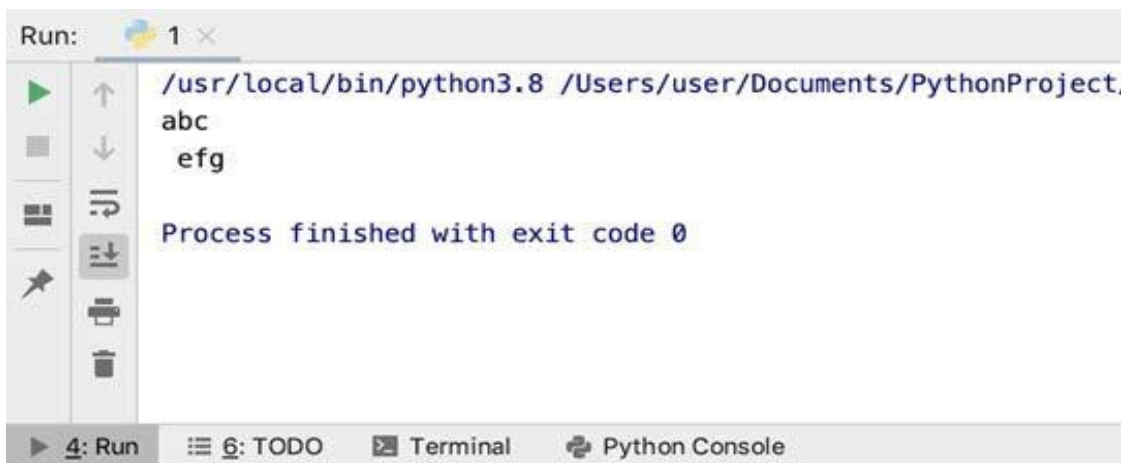 Run: 1
/usr/local/bin/python3.8 /Users/user/Documents/PythonProject/
abc
 efg
Process finished with exit code 0
4: Run 6: TODO Terminal Python Console